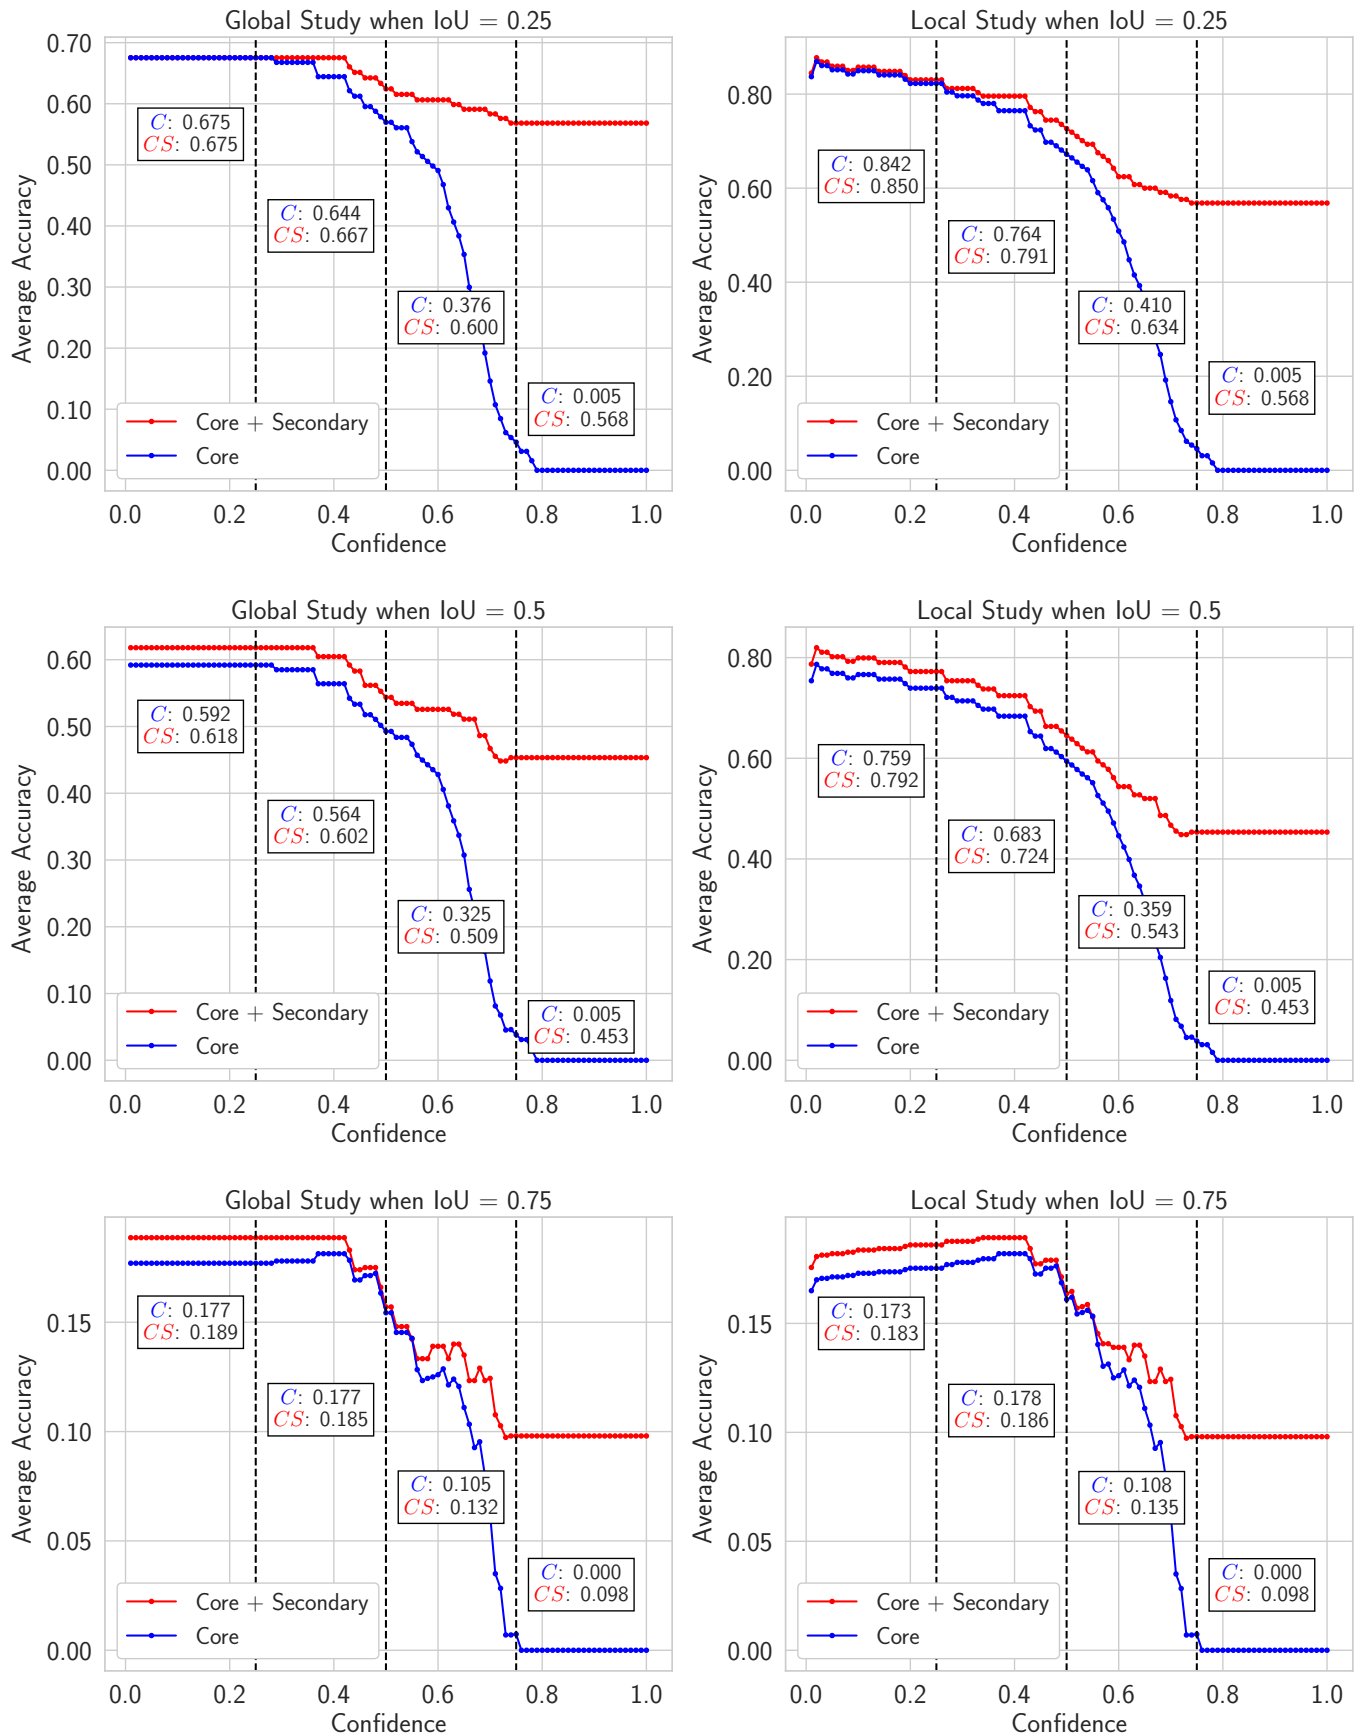 Global Study when IoU = 0.25
0.70
0.60
0.50
0.40
0.30
0.20
0.10
0.00
Average Accuracy
C: 0.675
CS: 0.675
C: 0.644
CS: 0.667
C: 0.376
CS: 0.600
C: 0.005
CS: 0.568
Core + Secondary
Core
0.0 0.2 0.4 0.6 0.8 1.0
Confidence
Local Study when IoU = 0.25
0.80
0.60
0.40
0.20
0.00
Average Accuracy
C: 0.842
CS: 0.850
C: 0.764
CS: 0.791
C: 0.410
CS: 0.634
C: 0.005
CS: 0.568
Core + Secondary
Core
0.0 0.2 0.4 0.6 0.8 1.0
Confidence
Global Study when IoU = 0.5
0.60
0.50
0.40
0.30
0.20
0.10
0.00
Average Accuracy
C: 0.592
CS: 0.618
C: 0.564
CS: 0.602
C: 0.325
CS: 0.509
C: 0.005
CS: 0.453
Core + Secondary
Core
0.0 0.2 0.4 0.6 0.8 1.0
Confidence
Local Study when IoU = 0.5
0.80
0.60
0.40
0.20
0.00
Average Accuracy
C: 0.759
CS: 0.792
C: 0.683
CS: 0.724
C: 0.359
CS: 0.543
C: 0.005
CS: 0.453
Core + Secondary
Core
0.0 0.2 0.4 0.6 0.8 1.0
Confidence
Global Study when IoU = 0.75
0.15
0.10
0.05
0.00
Average Accuracy
C: 0.177
CS: 0.189
C: 0.177
CS: 0.185
C: 0.105
CS: 0.132
C: 0.000
CS: 0.098
Core + Secondary
Core
0.0 0.2 0.4 0.6 0.8 1.0
Confidence
Local Study when IoU = 0.75
0.15
0.10
0.05
0.00
Average Accuracy
C: 0.173
CS: 0.183
C: 0.178
CS: 0.186
C: 0.108
CS: 0.135
C: 0.000
CS: 0.098
Core + Secondary
Core
0.0 0.2 0.4 0.6 0.8 1.0
Confidence